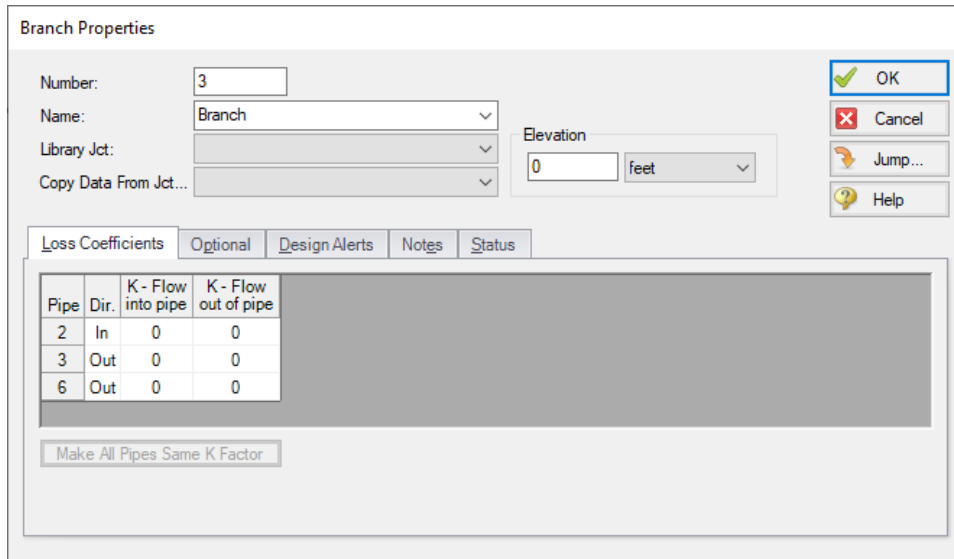 Branch Properties
Number: 3
OK
Name: Branch
Cancel
Elevation
Library Jct:
0 feet
Jump...
Copy Data From Jct...
Help
Loss Coefficients Optional Design Alerts Notes Status
K - Flow K - Flow
Pipe Dir. into pipe out of pipe
2 In 0 0
3 Out 0 0
6 Out 0 0
Make All Pipes Same K Factor